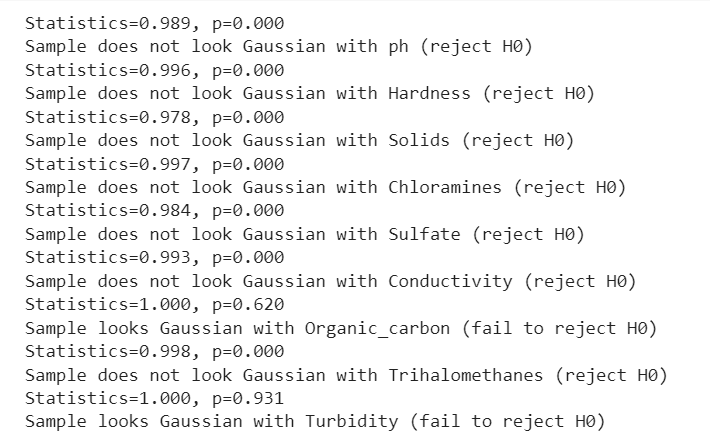 Statistics=0.989, p=0.000
Sample does not look Gaussian with ph (reject H0)
Statistics=0.996, p=0.000
Sample does not look Gaussian with Hardness (reject H0)
Statistics=0.978, p=0.000
Sample does not look Gaussian with Solids (reject H0)
Statistics=0.997, p=0.000
Sample does not look Gaussian with Chloramines (reject H0)
Statistics=0.984, p=0.000
Sample does not look Gaussian with Sulfate (reject H0)
Statistics=0.993, p=0.000
Sample does not look Gaussian with Conductivity (reject H0)
Statistics=1.000, p=0.620
Sample looks Gaussian with Organic_carbon (fail to reject H0)
Statistics=0.998, p=0.000
Sample does not look Gaussian with Trihalomethanes (reject H0)
Statistics=1.000, p=0.931
Sample looks Gaussian with Turbidity (fail to reject H0)